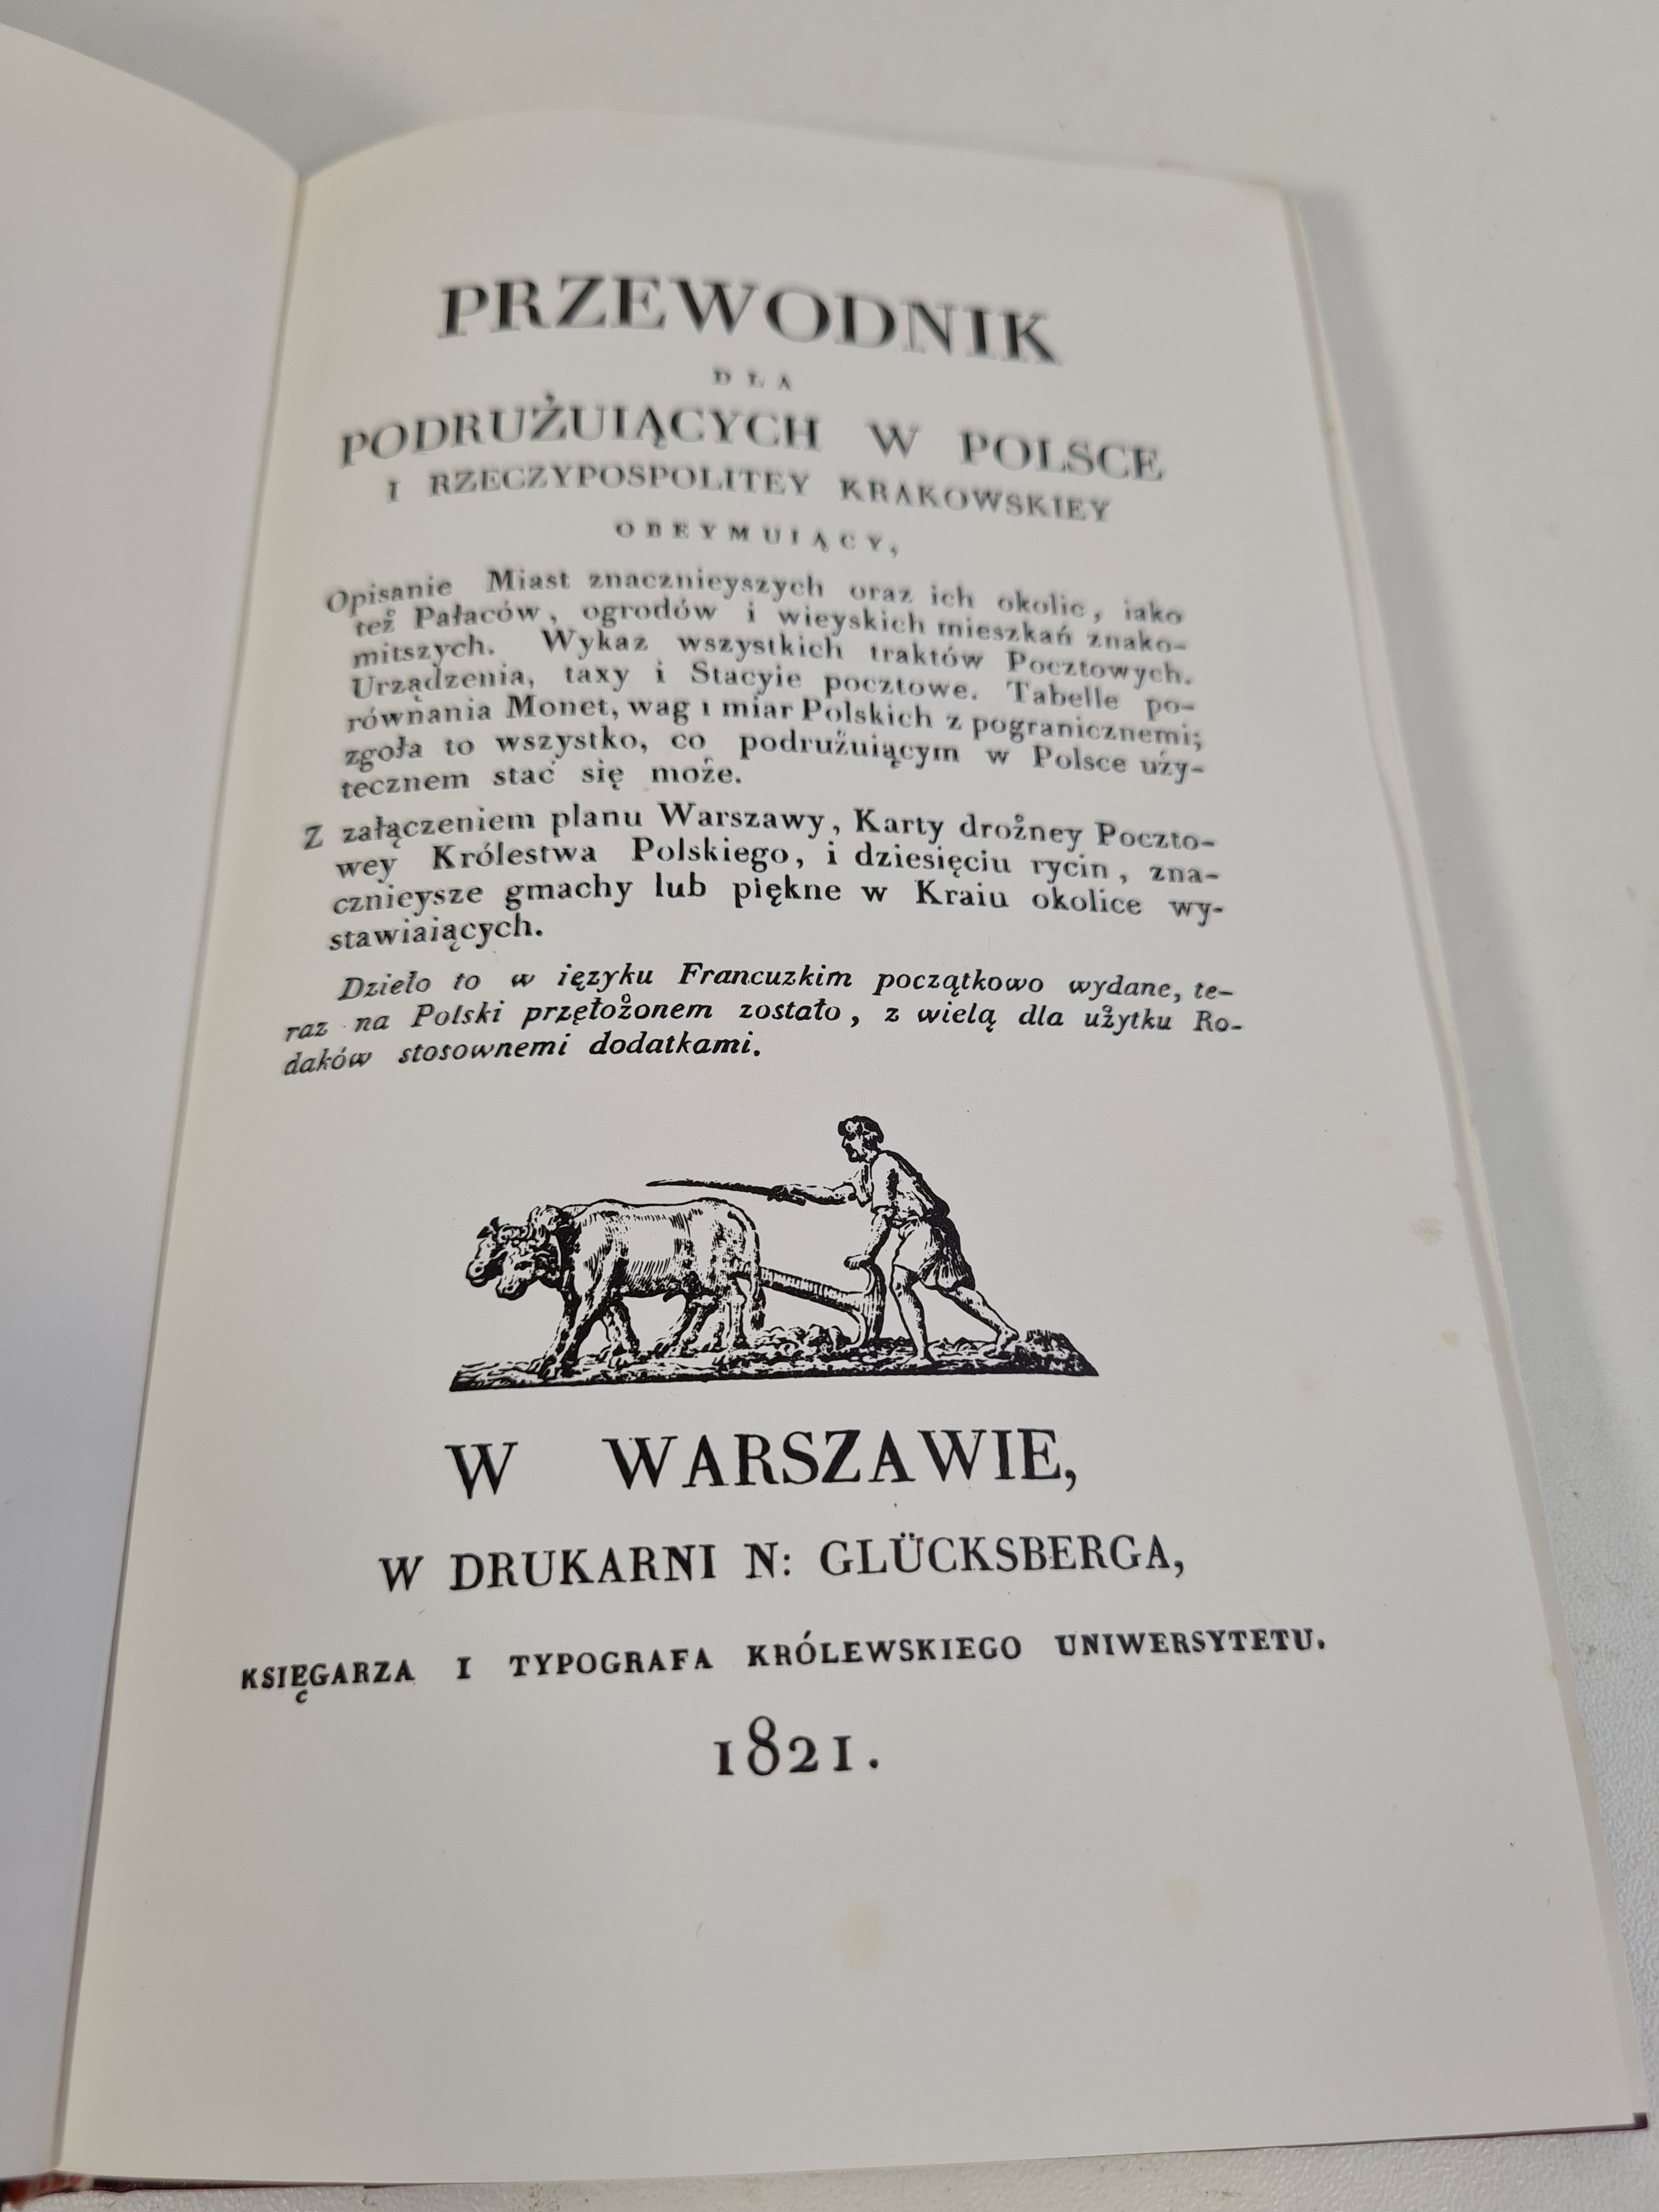 PRZEWODNIK
DLA
PODRUŻUIĄCYCH W POLSCE
I RZECZYPOSPOLITEY KRAKOWSKIEY
OBEYMUIĄCY,
Opisanie Miast znacznieyszych oraz ich okolic, iako
też Pałaców, ogrodów i wieyskich mieszkań znako-
mitszych. Wykaz wszystkich traktów Pocztowych.
Urządzenia, taxy i Stacyie pocztowe. Tabelle po-
równania Monet, wag i miar Polskich z pogranicznemi;
zgoła to wszystko, co podrużuiącym w Polsce uży-
tecznem stać się może.
Z załączeniem planu Warszawy, Karty drożney Poczto-
wey Królestwa Polskiego, i dziesięciu rycin, zna-
cznieysze gmachy lub piękne w Kraiu okolice wy-
stawiaiących.
Dzieło to w ięzyku Francuzkim początkowo wydane, te-
raz na Polski przełożonem zostało, z wielą dla użytku Ro-
daków stosownemi dodatkami.
W WARSZAWIE,
W DRUKARNI N: GLÜCKSBERGA,
KSIĘGARZA I TYPOGRAFA KRÓLEWSKIEGO UNIWERSYTETU.
1821.